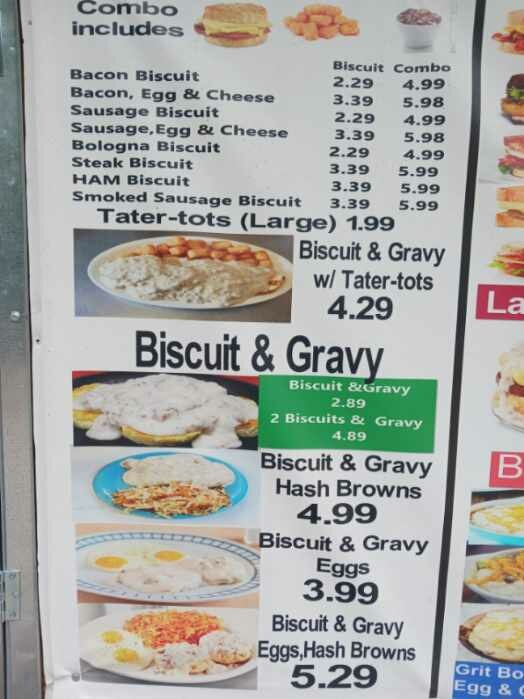 Combo
includes
Biscuit Combo
Bacon Biscuit 2.29 4.99
Bacon, Egg & Cheese 3.39 5.98
Sausage Biscuit 2.29 4.99
Sausage,Egg & Cheese 3.39 5.98
Bologna Biscuit 2.29 4.99
Steak Biscuit 3.39 5.99
HAM Biscuit 3.39 5.99
Smoked Sausage Biscuit 3.39 5.99
Tater-tots (Large) 1.99
Biscuit & Gravy
w/ Tater-tots
4.29
Biscuit & Gravy
Biscuit &Gravy
2.89
2 Biscuits & Gravy
4.89
Biscuit & Gravy
Hash Browns
4.99
Biscuit & Gravy
Eggs
3.99
Biscuit & Gravy
Eggs,Hash Browns
5.29
La
B
Grit Bo
Egg &